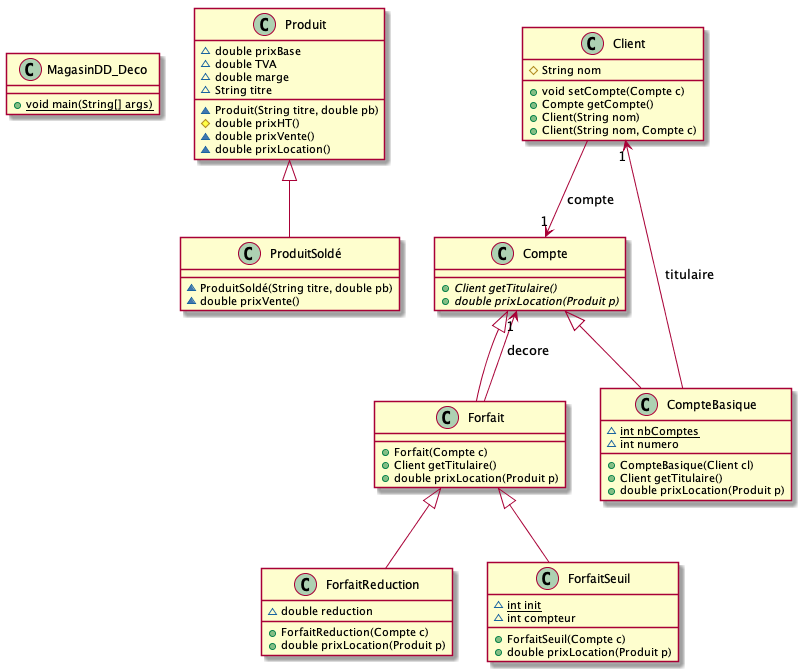 C MagasinDD_Deco
void main(String[] args)
C Produit
double prixBase
double TVA
double marge
String titre
Produit(String titre, double pb)
double prixHT()
double prixVente()
double prixLocation()
C Client
String nom
void setCompte(Compte c)
Compte getCompte()
Client(String nom)
Client(String nom, Compte c)
1
compte
1
titulaire
C ProduitSoldé
ProduitSoldé(String titre, double pb)
double prixVente()
C Compte
Client getTitulaire()
double prixLocation(Produit p)
1
decore
C Forfait
Forfait(Compte c)
Client getTitulaire()
double prixLocation(Produit p)
C CompteBasique
int nbComptes
int numero
CompteBasique(Client cl)
Client getTitulaire()
double prixLocation(Produit p)
C ForfaitReduction
double reduction
ForfaitReduction(Compte c)
double prixLocation(Produit p)
C ForfaitSeuil
int init
int compteur
ForfaitSeuil(Compte c)
double prixLocation(Produit p)